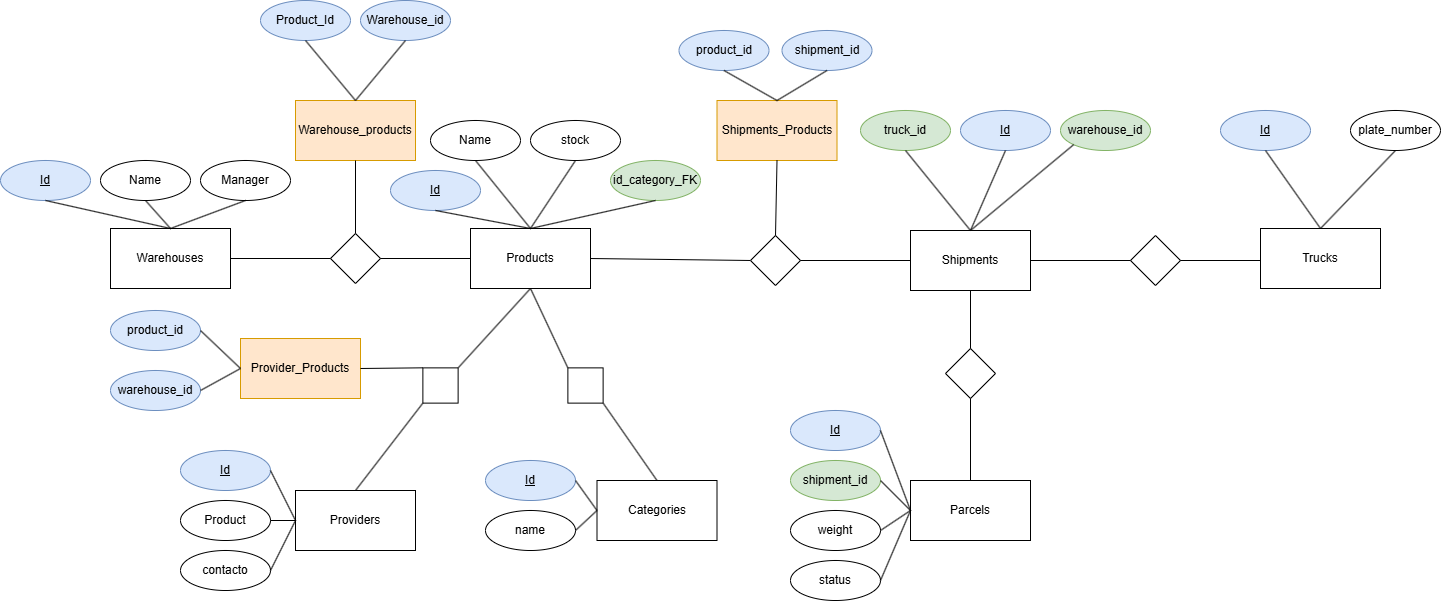 Product_Id
Warehouse_id
product_id
shipment_id
Warehouse_products
Name
stock
Shipments_Products
truck_id
Id
warehouse_id
Id
plate_number
Id
Name
Manager
Id
id_category_FK
Warehouses
Products
Shipments
Trucks
product_id
Provider_Products
warehouse_id
Id
Product
Providers
contacto
Id
name
Categories
Id
shipment_id
Parcels
weight
status